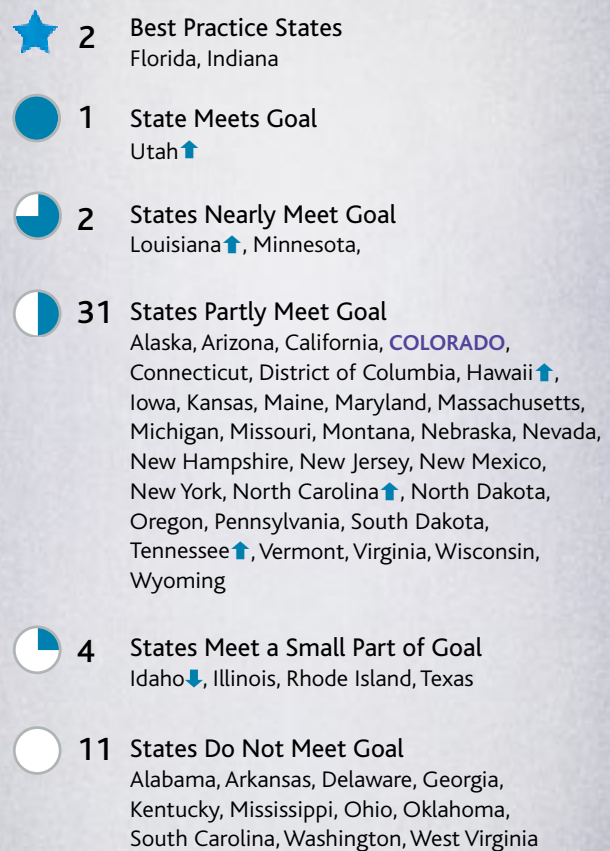 2 Best Practice States
Florida, Indiana
1 State Meets Goal
Utah⬆
2 States Nearly Meet Goal
Louisiana⬆, Minnesota,
31 States Partly Meet Goal
Alaska, Arizona, California, COLORADO,
Connecticut, District of Columbia, Hawaii⬆,
Iowa, Kansas, Maine, Maryland, Massachusetts,
Michigan, Missouri, Montana, Nebraska, Nevada,
New Hampshire, New Jersey, New Mexico,
New York, North Carolina⬆, North Dakota,
Oregon, Pennsylvania, South Dakota,
Tennessee⬆, Vermont, Virginia, Wisconsin,
Wyoming
4 States Meet a Small Part of Goal
Idaho⬇, Illinois, Rhode Island, Texas
11 States Do Not Meet Goal
Alabama, Arkansas, Delaware, Georgia,
Kentucky, Mississippi, Ohio, Oklahoma,
South Carolina, Washington, West Virginia